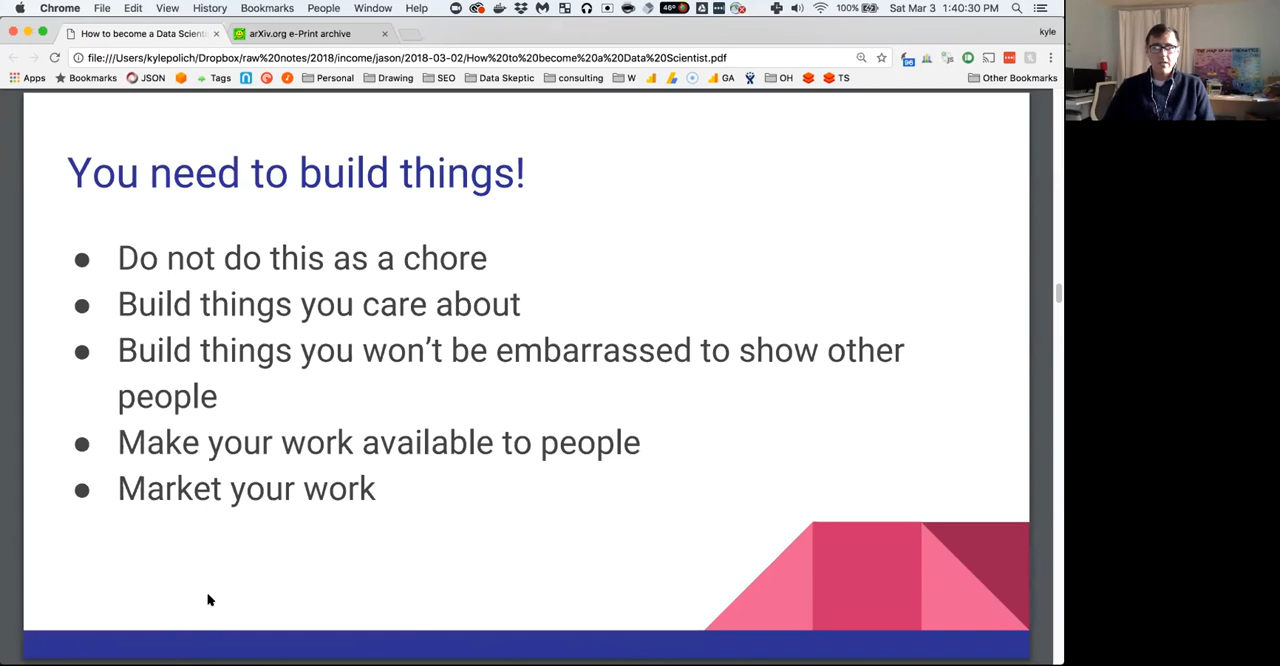 Chrome File Edit View History Bookmarks People Window Help 46° 100% Sat Mar 3 1:40:30 PM
How to become a Data Scienti arXiv.org e-Print archive kyle
file:///Users/kylepolich/Dropbox/raw%20notes/2018/income/jason/2018-03-02/How%20to%20become%20a%20Data%20Scientist.pdf 96
Apps Bookmarks JSON Tags Personal Drawing SEO Data Skeptic consulting W GA OH TS Other Bookmarks
You need to build things!
● Do not do this as a chore
● Build things you care about
● Build things you won't be embarrassed to show other
people
● Make your work available to people
● Market your work